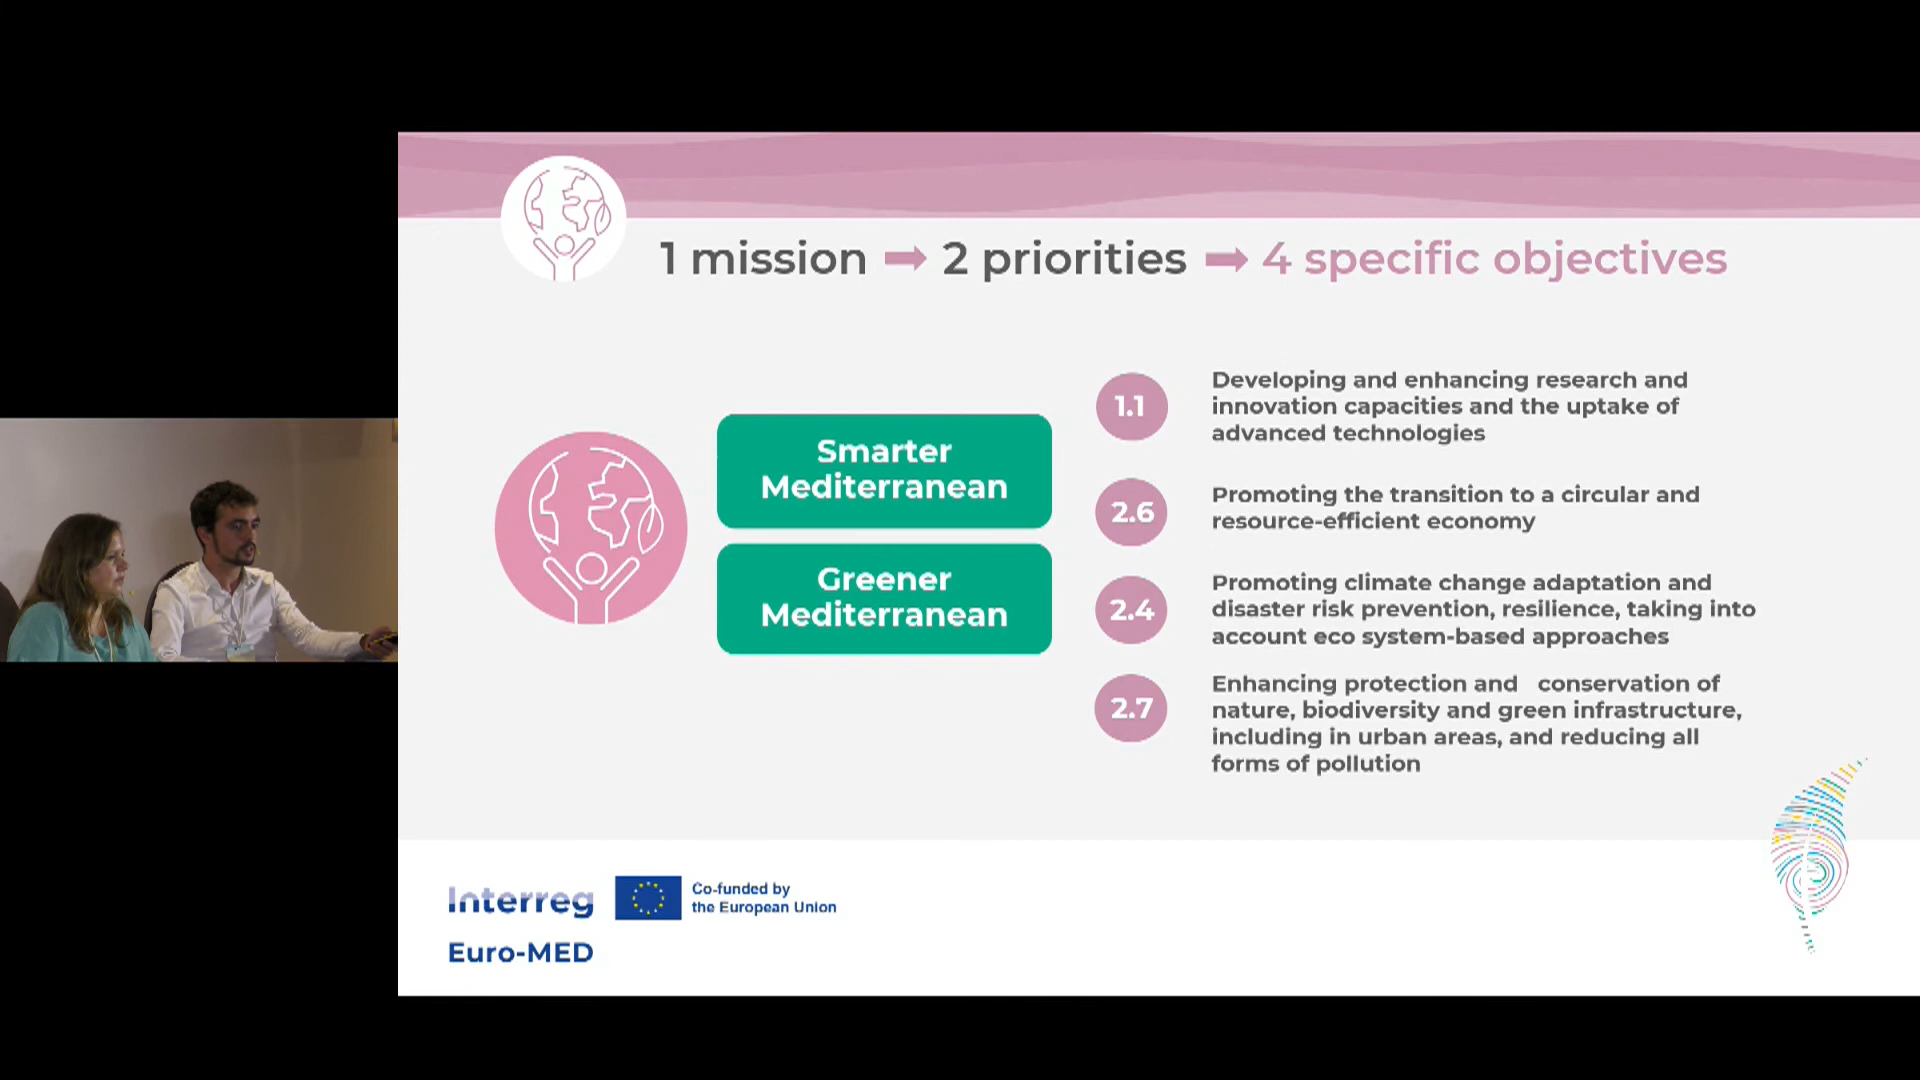 1 mission ➡ 2 priorities ➡ 4 specific objectives
Smarter
Mediterranean
Greener
Mediterranean
1.1
Developing and enhancing research and
innovation capacities and the uptake of
advanced technologies
2.6
Promoting the transition to a circular and
resource-efficient economy
2.4
Promoting climate change adaptation and
disaster risk prevention, resilience, taking into
account eco system-based approaches
2.7
Enhancing protection and conservation of
nature, biodiversity and green infrastructure,
including in urban areas, and reducing all
forms of pollution
Interreg
Co-funded by
the European Union
Euro-MED